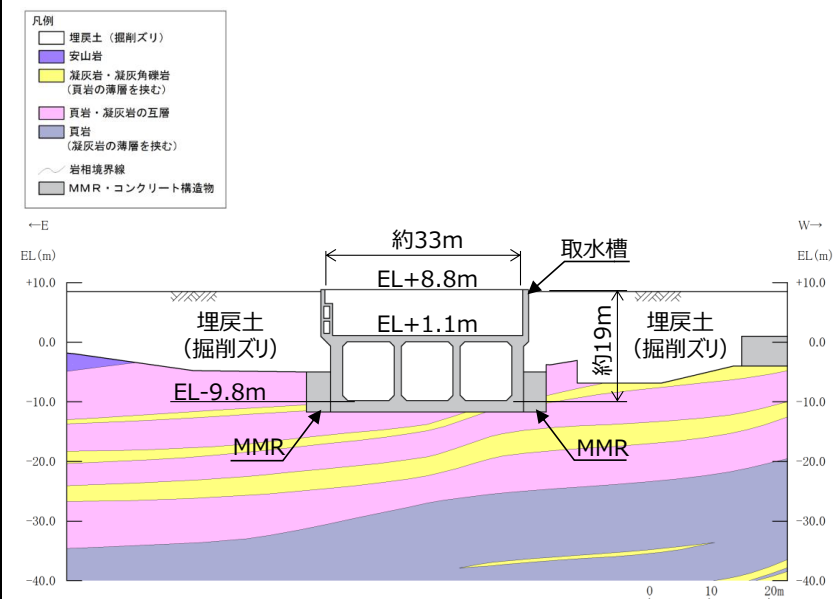 凡例
埋戻土（掘削ズリ）
安山岩
凝灰岩・凝灰角礫岩
（頁岩の薄層を挟む）
頁岩・凝灰岩の互層
頁岩
（凝灰岩の薄層を挟む）
岩相境界線
MMR・コンクリート構造物
←E
W→
EL(m)
EL(m)
約33m
取水槽
+10.0
+10.0
EL+8.8m
埋戻土
（掘削ズリ）
EL+1.1m
約19m
埋戻土
（掘削ズリ）
0.0
0.0
EL-9.8m
-10.0
-10.0
MMR
MMR
-20.0
-20.0
-30.0
-30.0
-40.0
-40.0
0 10 20m